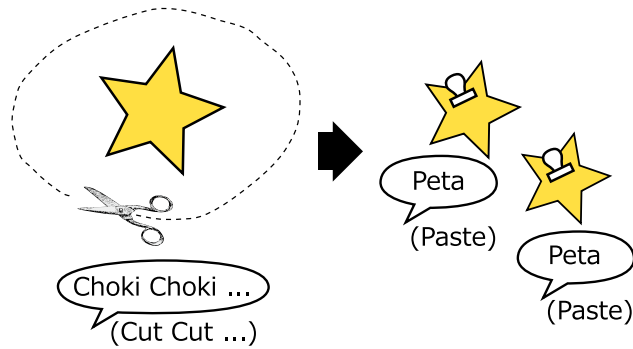 Choki Choki ...
(Cut Cut ...)
Peta
(Paste)
Peta
(Paste)